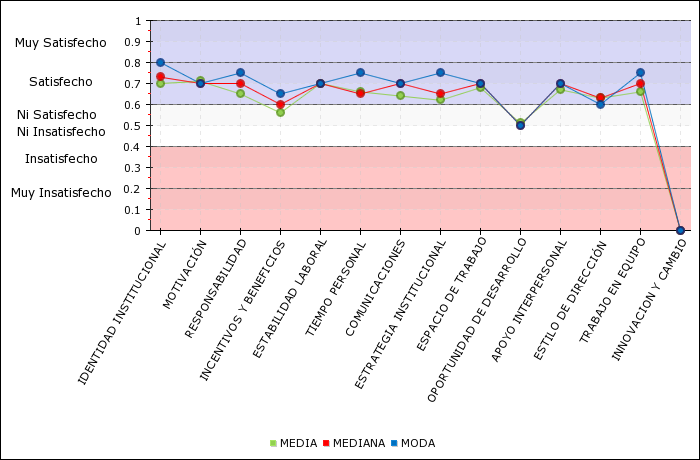 1
0.9
0.8
0.7
0.6
0.5
0.4
0.3
0.2
0.1
0
Muy Satisfecho
Satisfecho
Ni Satisfecho
Ni Insatisfecho
Insatisfecho
Muy Insatisfecho
IDENTIDAD INSTITUCIONAL
MOTIVACIÓN
RESPONSABILIDAD
INCENTIVOS Y BENEFICIOS
ESTABILIDAD LABORAL
TIEMPO PERSONAL
COMUNICACIONES
ESTRATEGIA INSTITUCIONAL
ESPACIO DE TRABAJO
OPORTUNIDAD DE DESARROLLO
APOYO INTERPERSONAL
ESTILO DE DIRECCIÓN
TRABAJO EN EQUIPO
INNOVACION Y CAMBIO
MEDIA MEDIANA MODA